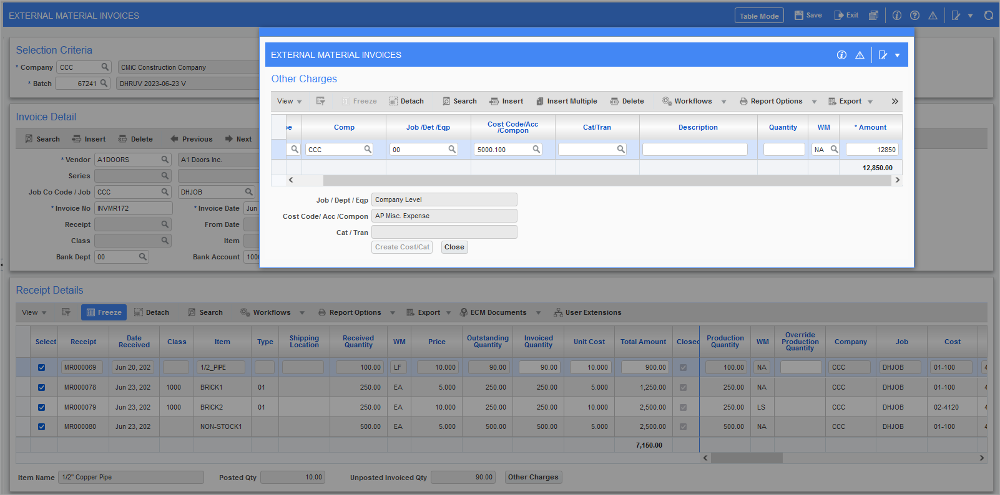 EXTERNAL MATERIAL INVOICES
Table Mode Save Exit
Selection Criteria
* Company CCC CMiC Construction Company
* Batch 67241 DHRUV 2023-06-23 V
Invoice Detail
Search Insert Delete Previous Next
* Vendor A1DOORS A1 Doors Inc.
Series
Job Co Code / Job CCC DHJOB
* Invoice No INVMR172 * Invoice Date Jun
Receipt From Date
Class Item
Bank Dept 00 Bank Account 100
EXTERNAL MATERIAL INVOICES
Other Charges
View Freeze Detach Search Insert Insert Multiple Delete Workflows Report Options Export »
pe Comp Job /Det /Eqp Cost Code/Acc /Compon Cat/Tran Description Quantity WM * Amount
CCC 00 5000.100 NA 12850
12,850.00
Job / Dept / Eqp Company Level
Cost Code/ Acc /Compon AP Misc. Expense
Cat / Tran
Create Cost/Cat Close
Receipt Details
View Freeze Detach Search Workflows Report Options Export ECM Documents User Extensions
Select Receipt Date Received Class Item Type Shipping Location Received Quantity WM Price Outstanding Quantity Invoiced Quantity Unit Cost Total Amount Closed Production Quantity WM Override Production Quantity Company Job Cost
MR000069 Jun 20, 202 1/2_PIPE 100.00 LF 10.000 90.00 90.00 10.000 900.00 100.00 NA CCC DHJOB 01-100 4
MR000078 Jun 23, 202 1000 BRICK1 01 250.00 EA 5.000 250.00 250.00 5.000 1,250.00 250.00 NA CCC DHJOB 01-100 4
MR000079 Jun 23, 202 1000 BRICK2 01 250.00 EA 10.000 250.00 250.00 10.000 2,500.00 250.00 LS CCC DHJOB 02-4120 4
MR000080 Jun 23, 202 NON-STOCK1 500.00 EA 5.000 500.00 500.00 5.000 2,500.00 500.00 NA CCC DHJOB 01-100 4
7,150.00
Item Name 1/2" Copper Pipe Posted Qty 10.00 Unposted Invoiced Qty 90.00 Other Charges